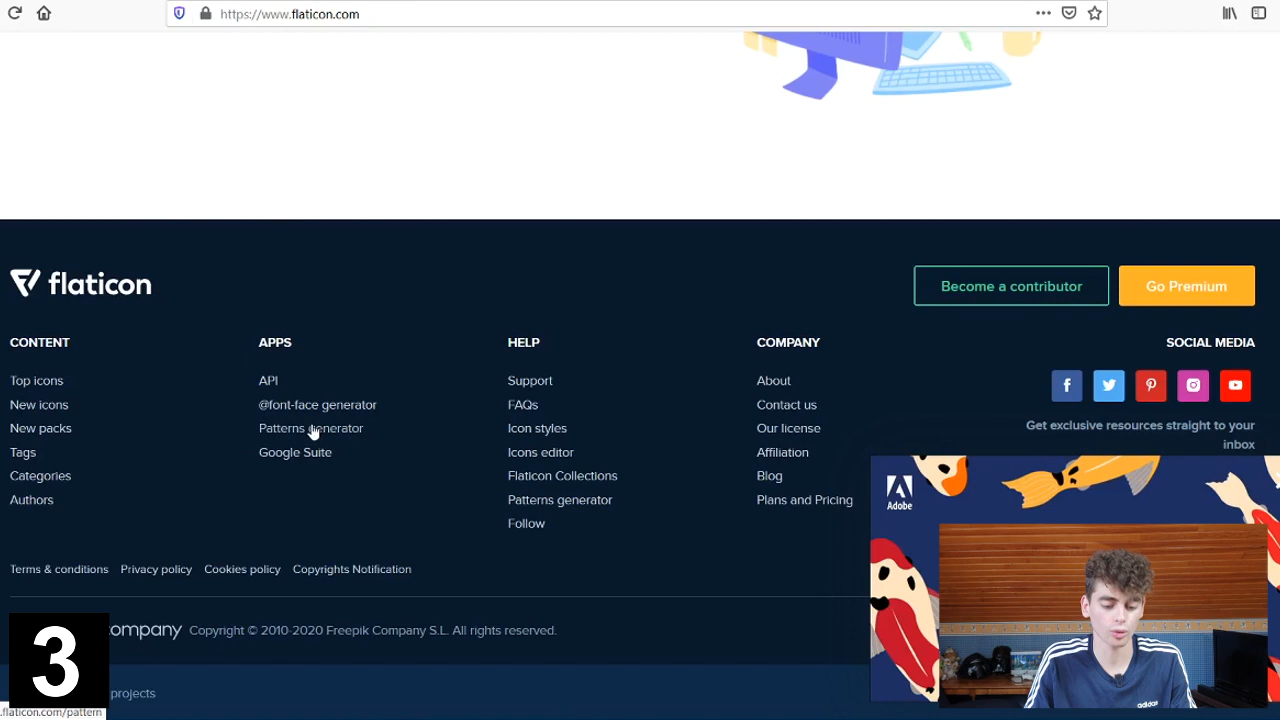 https://www.flaticon.com
flaticon
Become a contributor
Go Premium
CONTENT
Top icons
New icons
New packs
Tags
Categories
Authors
APPS
API
@font-face generator
Patterns generator
Google Suite
HELP
Support
FAQs
Icon styles
Icons editor
Flaticon Collections
Patterns generator
Follow
COMPANY
About
Contact us
Our license
Affiliation
Blog
Plans and Pricing
SOCIAL MEDIA
Get exclusive resources straight to your
inbox
Adobe
Terms & conditions
Privacy policy
Cookies policy
Copyrights Notification
Copyright © 2010-2020 Freepik Company S.L. All rights reserved.
3
projects
.flaticon.com/pattern
adidas